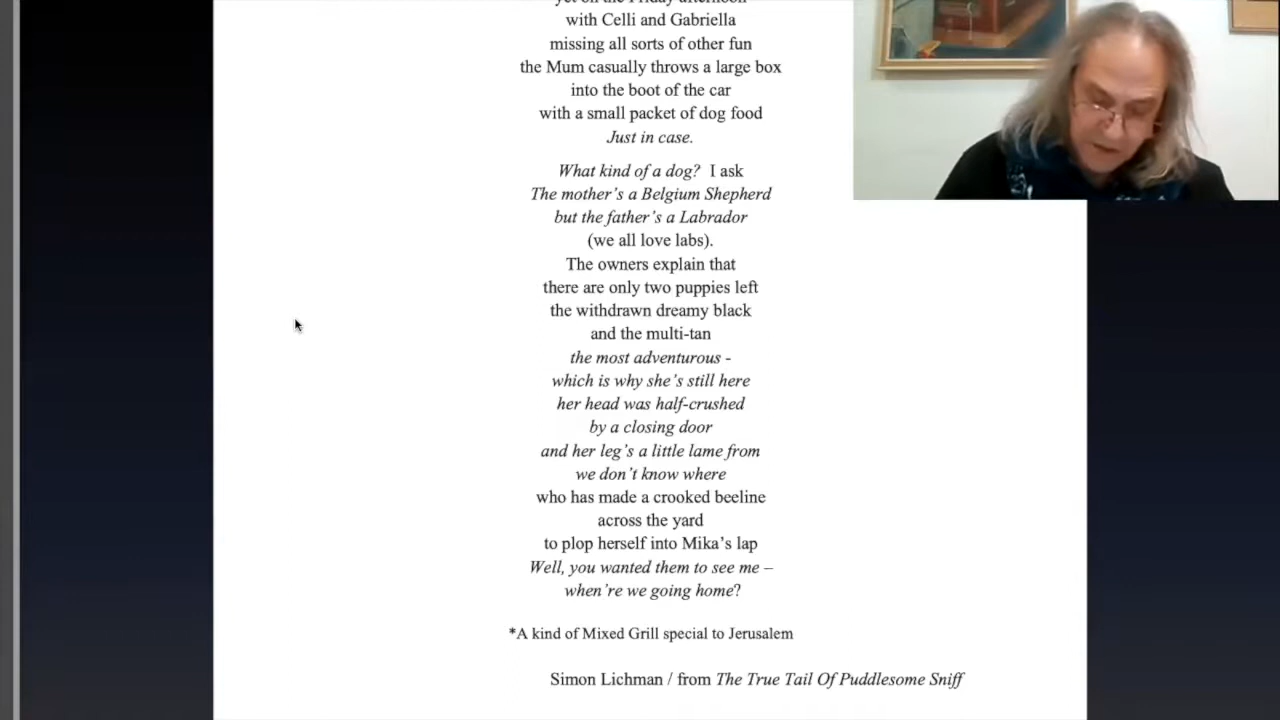 yet on the Friday afternoon
with Celli and Gabriella
missing all sorts of other fun
the Mum casually throws a large box
into the boot of the car
with a small packet of dog food
Just in case.
What kind of a dog? I ask
The mother's a Belgium Shepherd
but the father's a Labrador
(we all love labs).
The owners explain that
there are only two puppies left
the withdrawn dreamy black
and the multi-tan
the most adventurous -
which is why she's still here
her head was half-crushed
by a closing door
and her leg's a little lame from
we don't know where
who has made a crooked beeline
across the yard
to plop herself into Mika's lap
Well, you wanted them to see me –
when're we going home?
*A kind of Mixed Grill special to Jerusalem
Simon Lichman / from The True Tail Of Puddlesome Sniff